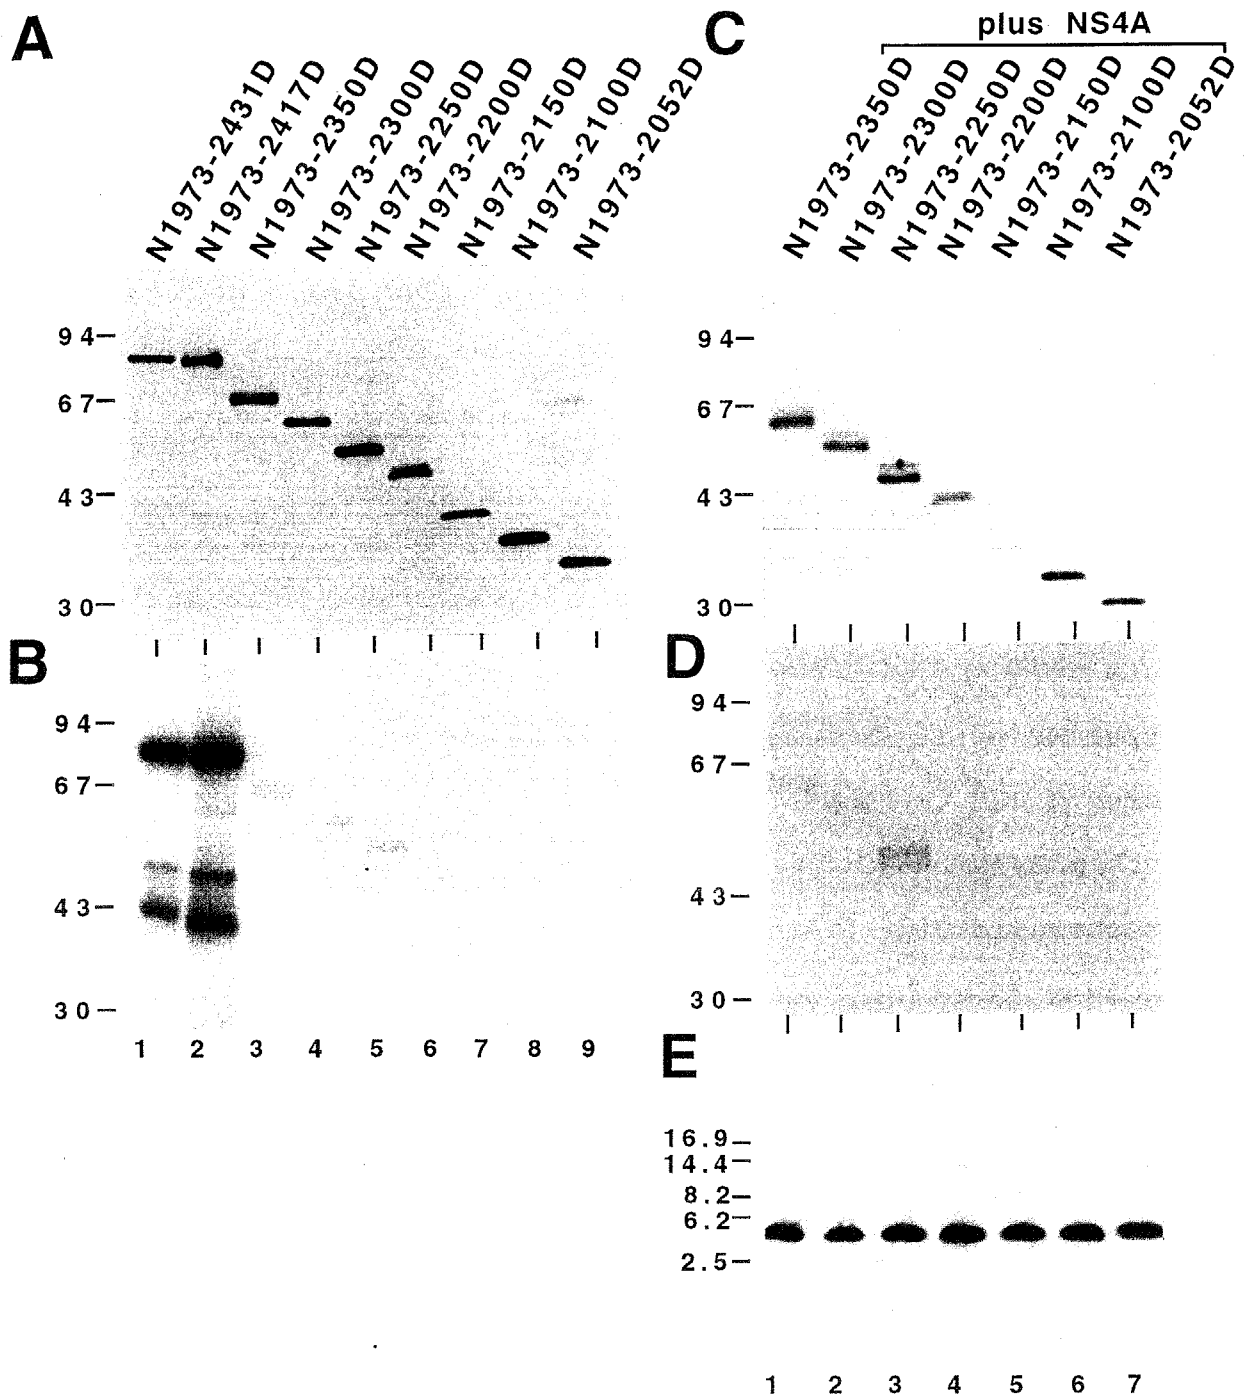 A
N1973-2431D
N1973-2417D
N1973-2350D
N1973-2300D
N1973-2250D
N1973-2200D
N1973-2150D
N1973-2100D
N1973-2052D
94
67
43
30
B
94
67
43
30
1 2 3 4 5 6 7 8 9
C
plus NS4A
N1973-2350D
N1973-2300D
N1973-2250D
N1973-2200D
N1973-2150D
N1973-2100D
N1973-2052D
94
67
43
30
D
94
67
43
30
E
16.9
14.4
8.2
6.2
2.5
1 2 3 4 5 6 7